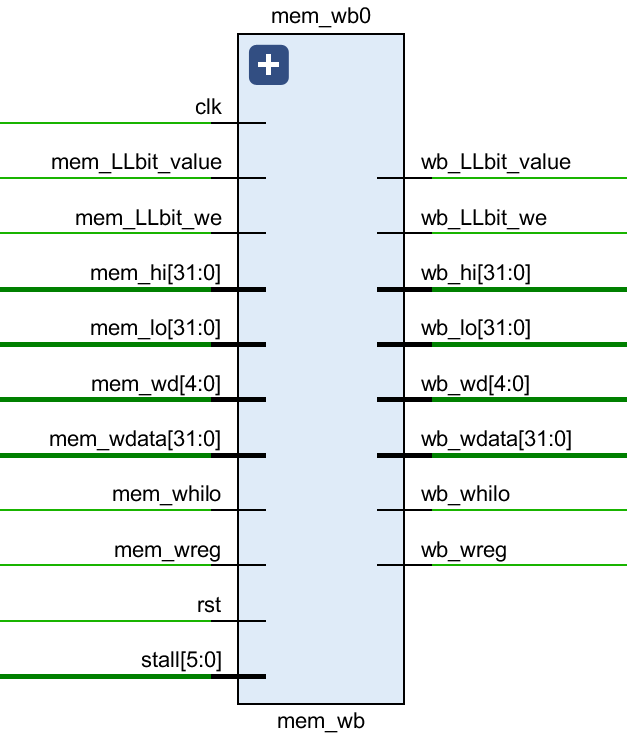 mem_wb0
clk
mem_LLbit_value
wb_LLbit_value
mem_LLbit_we
wb_LLbit_we
mem_hi[31:0]
wb_hi[31:0]
mem_lo[31:0]
wb_lo[31:0]
mem_wd[4:0]
wb_wd[4:0]
mem_wdata[31:0]
wb_wdata[31:0]
mem_whilo
wb_whilo
mem_wreg
wb_wreg
rst
stall[5:0]
mem_wb